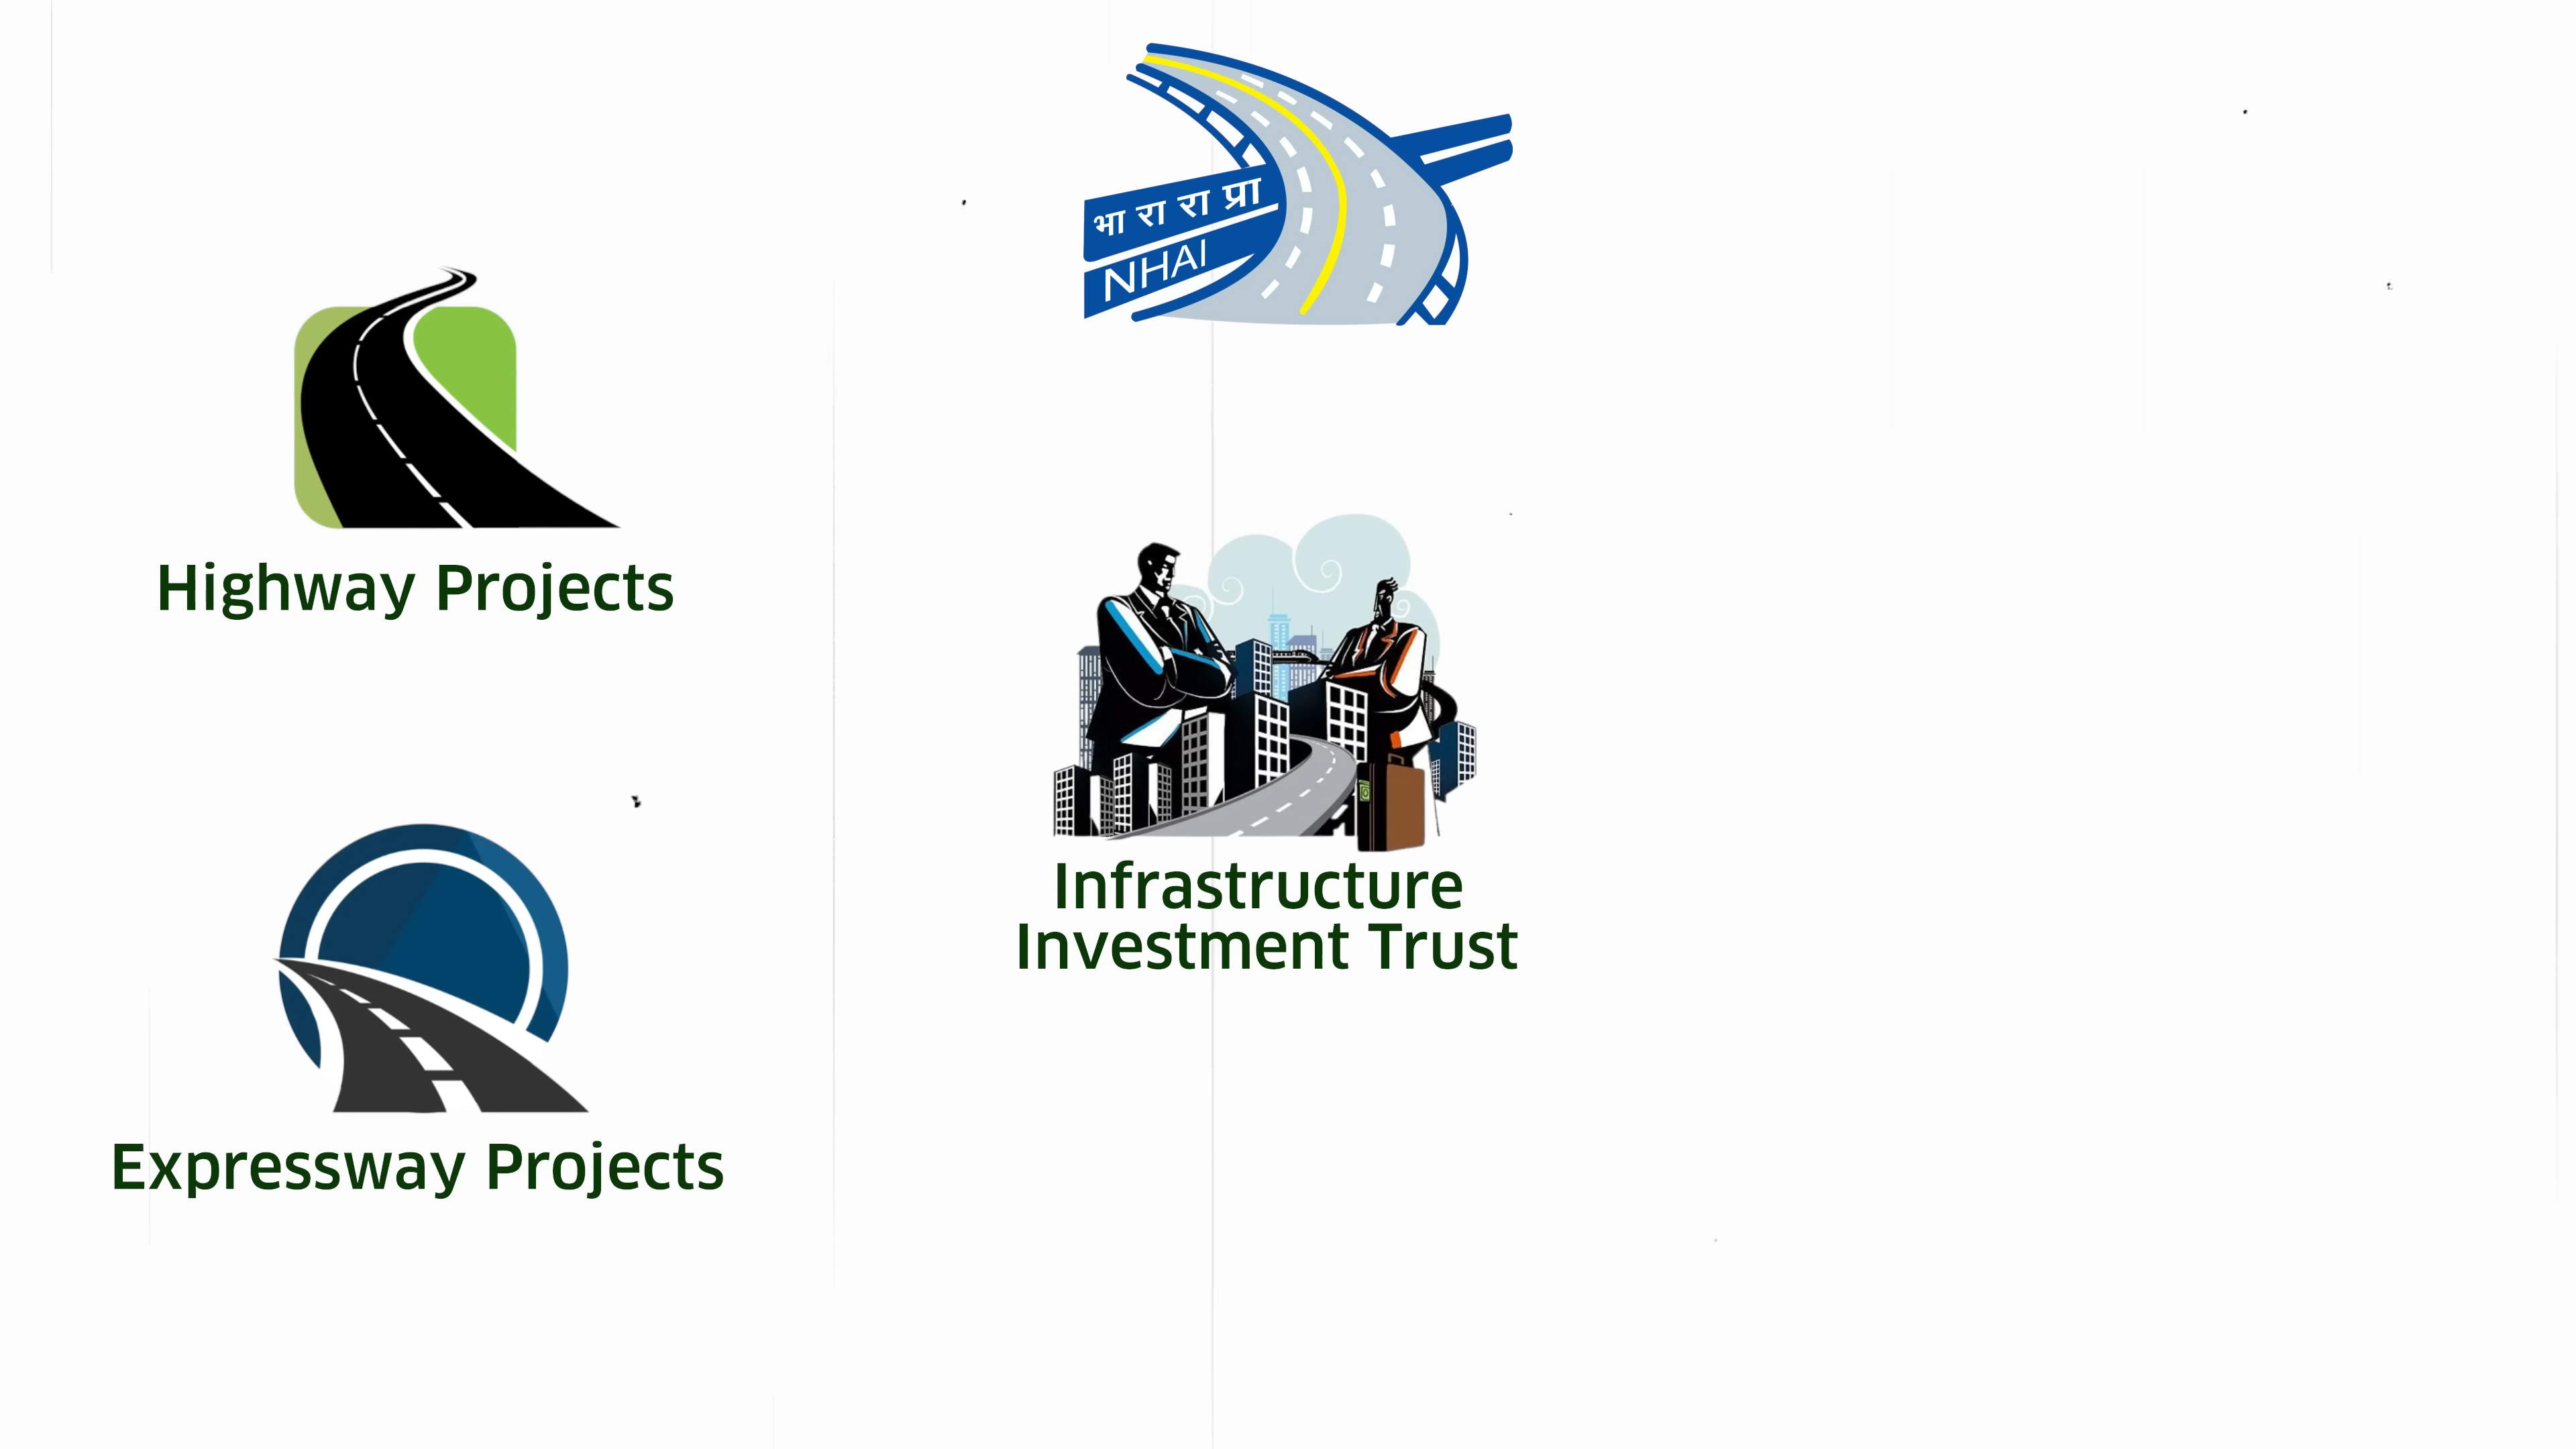 भा रा रा प्रा
NHAI
Highway Projects
Infrastructure
Investment Trust
Expressway Projects